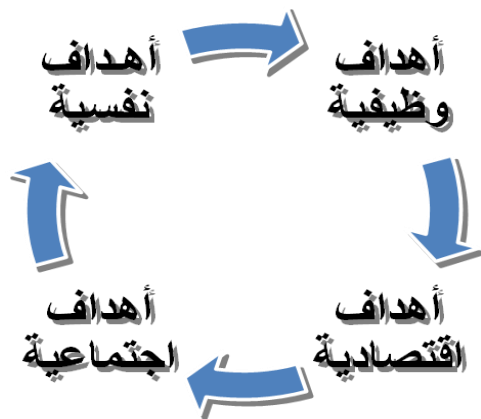 أهداف
وظيفية
أهداف
نفسية
أهداف
اقتصادية
أهداف
اجتماعية